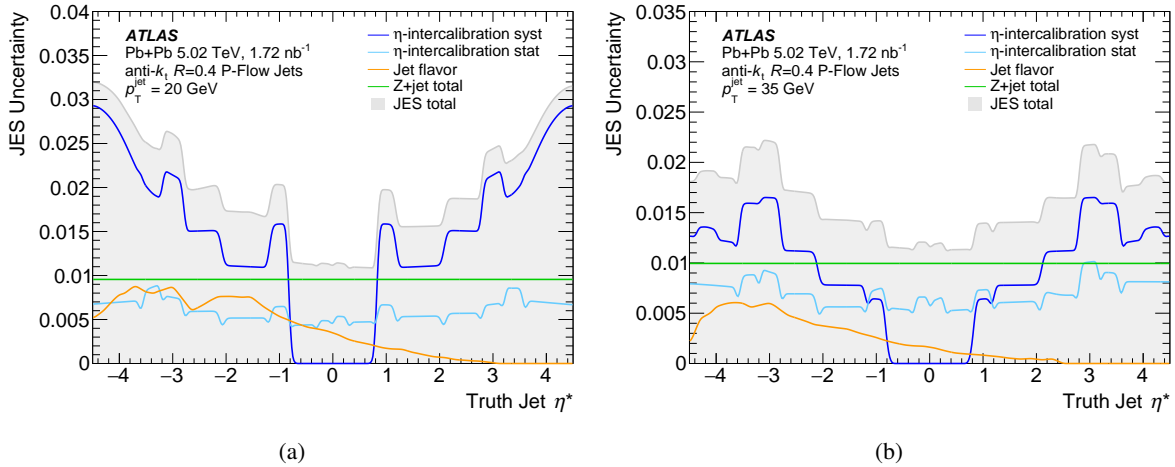 ATLAS
Pb+Pb 5.02 TeV, 1.72 nb⁻¹
anti-kₜ R=0.4 P-Flow Jets
p_T^jet = 20 GeV
η-intercalibration syst
η-intercalibration stat
Jet flavor
Z+jet total
JES total
JES Uncertainty
0.04
0.035
0.03
0.025
0.02
0.015
0.01
0.005
0
−4 −3 −2 −1 0 1 2 3 4
Truth Jet η*
(a)
ATLAS
Pb+Pb 5.02 TeV, 1.72 nb⁻¹
anti-kₜ R=0.4 P-Flow Jets
p_T^jet = 35 GeV
η-intercalibration syst
η-intercalibration stat
Jet flavor
Z+jet total
JES total
JES Uncertainty
0.035
0.03
0.025
0.02
0.015
0.01
0.005
0
−4 −3 −2 −1 0 1 2 3 4
Truth Jet η*
(b)